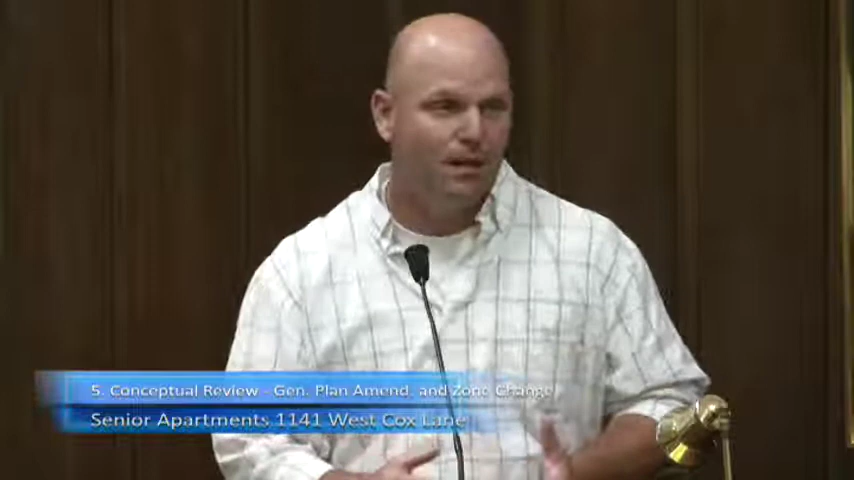 5. Conceptual Review - Gen. Plan Amend, and Zone Change
Senior Apartments 1141 West Cox Lane